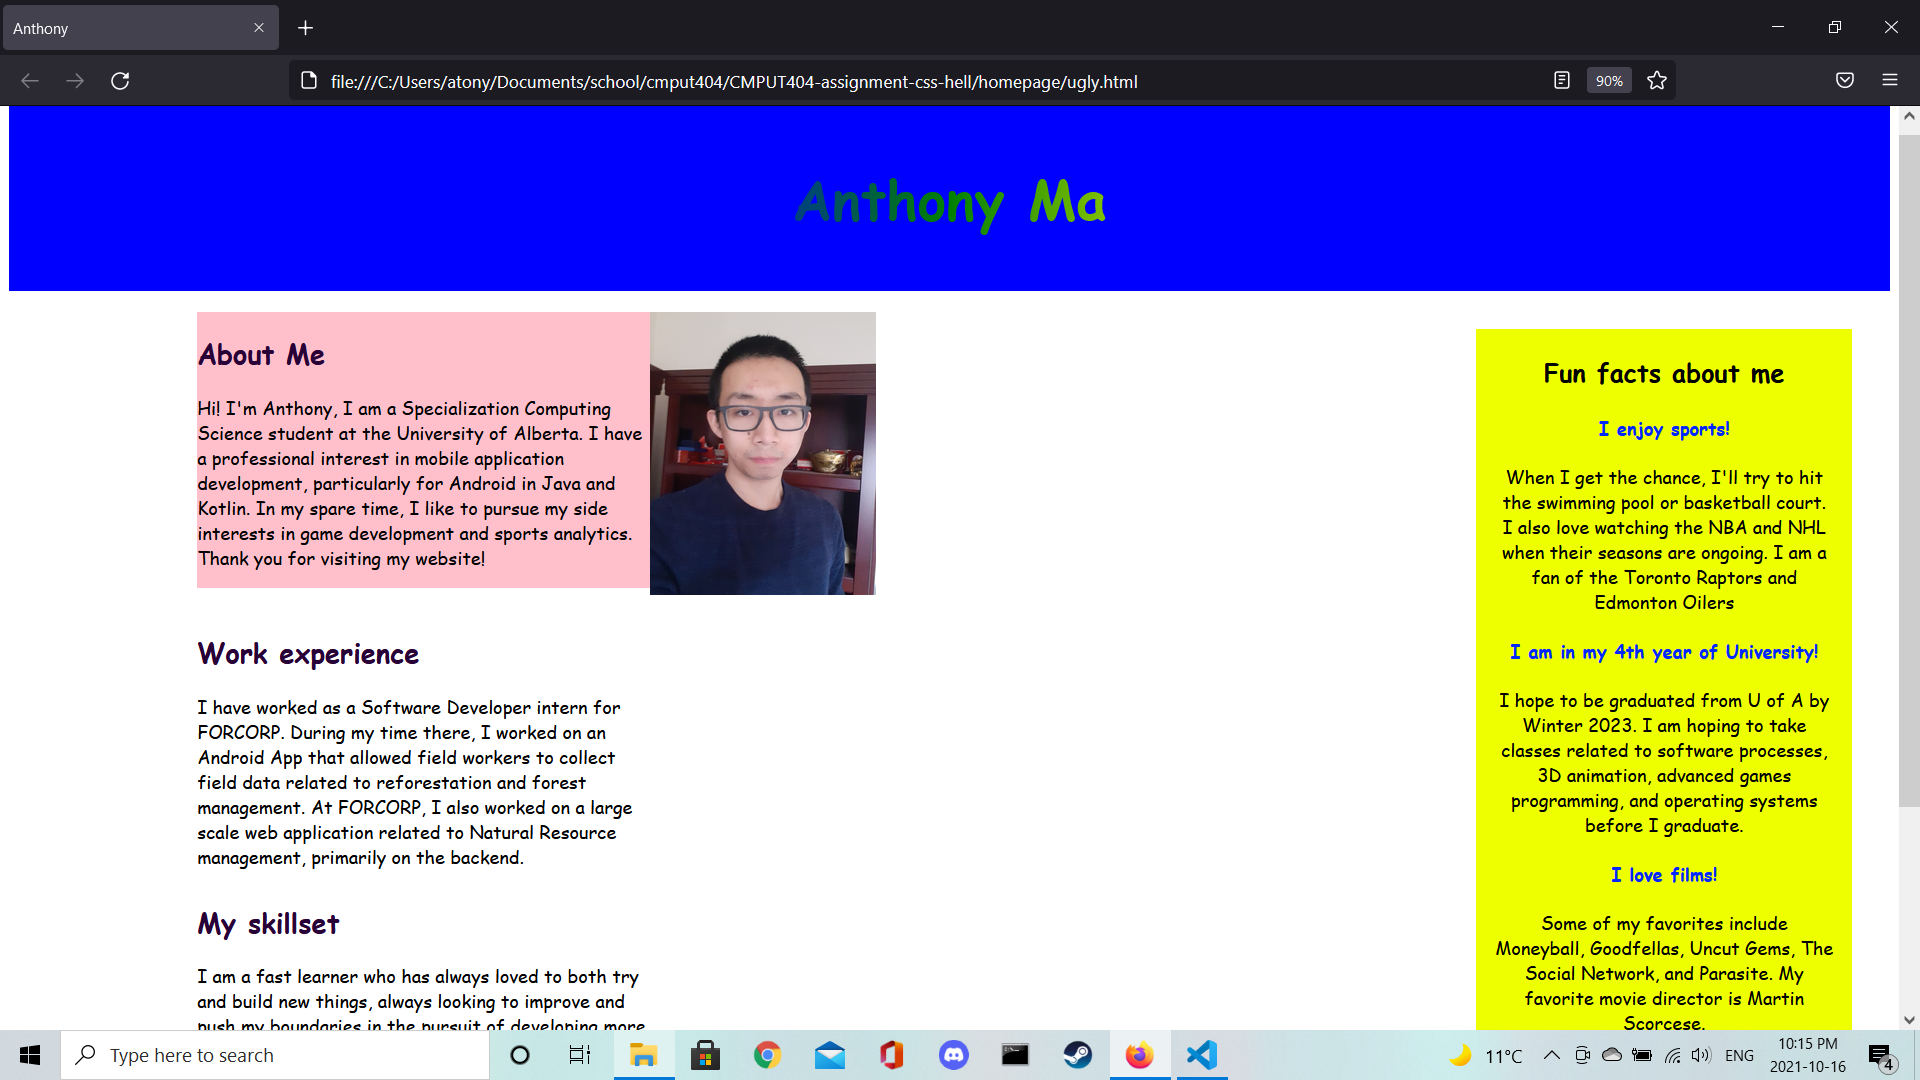 Anthony
file:///C:/Users/atony/Documents/school/cmput404/CMPUT404-assignment-css-hell/homepage/ugly.html
90%
Anthony Ma
About Me
Hi! I'm Anthony, I am a Specialization Computing
Science student at the University of Alberta. I have
a professional interest in mobile application
development, particularly for Android in Java and
Kotlin. In my spare time, I like to pursue my side
interests in game development and sports analytics.
Thank you for visiting my website!
Work experience
I have worked as a Software Developer intern for
FORCORP. During my time there, I worked on an
Android App that allowed field workers to collect
field data related to reforestation and forest
management. At FORCORP, I also worked on a large
scale web application related to Natural Resource
management, primarily on the backend.
My skillset
I am a fast learner who has always loved to both try
and build new things, always looking to improve and
push my boundaries in the pursuit of developing more
Fun facts about me
I enjoy sports!
When I get the chance, I'll try to hit
the swimming pool or basketball court.
I also love watching the NBA and NHL
when their seasons are ongoing. I am a
fan of the Toronto Raptors and
Edmonton Oilers
I am in my 4th year of University!
I hope to be graduated from U of A by
Winter 2023. I am hoping to take
classes related to software processes,
3D animation, advanced games
programming, and operating systems
before I graduate.
I love films!
Some of my favorites include
Moneyball, Goodfellas, Uncut Gems, The
Social Network, and Parasite. My
favorite movie director is Martin
Scorcese.
Type here to search
11°C
ENG
10:15 PM
2021-10-16
4